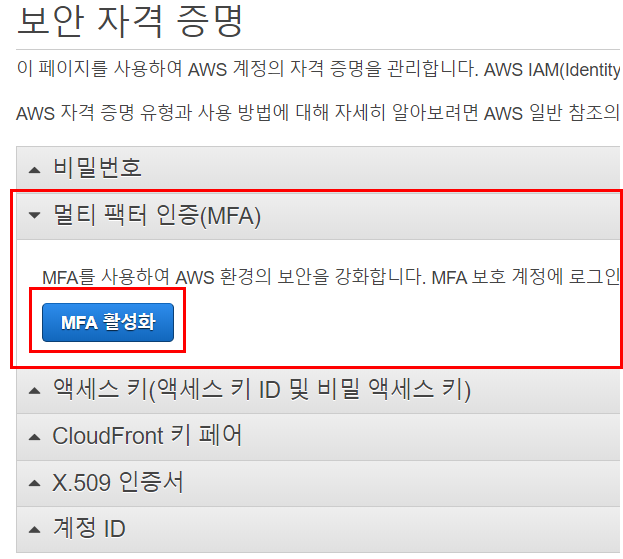 보안 자격 증명
이 페이지를 사용하여 AWS 계정의 자격 증명을 관리합니다. AWS IAM(Identity
AWS 자격 증명 유형과 사용 방법에 대해 자세히 알아보려면 AWS 일반 참조의
비밀번호
멀티 팩터 인증(MFA)
MFA를 사용하여 AWS 환경의 보안을 강화합니다. MFA 보호 계정에 로그인
MFA 활성화
액세스 키(액세스 키 ID 및 비밀 액세스 키)
CloudFront 키 페어
X.509 인증서
계정 ID